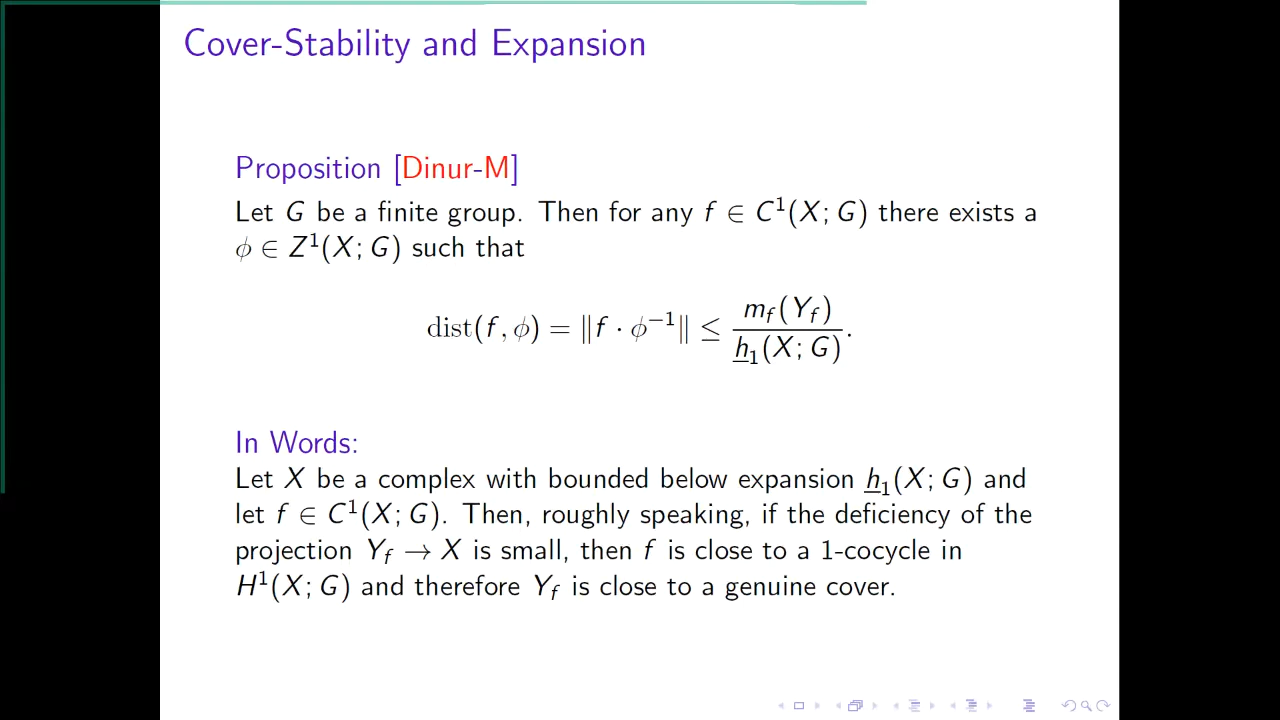 Cover-Stability and Expansion
Proposition [Dinur-M]
Let G be a finite group. Then for any f ∈ C¹(X; G) there exists a
ϕ ∈ Z¹(X; G) such that
dist(f, ϕ) = ‖f · ϕ⁻¹‖ ≤ m_f(Y_f) / h̲₁(X; G).
In Words:
Let X be a complex with bounded below expansion h̲₁(X; G) and
let f ∈ C¹(X; G). Then, roughly speaking, if the deficiency of the
projection Y_f → X is small, then f is close to a 1-cocycle in
H¹(X; G) and therefore Y_f is close to a genuine cover.